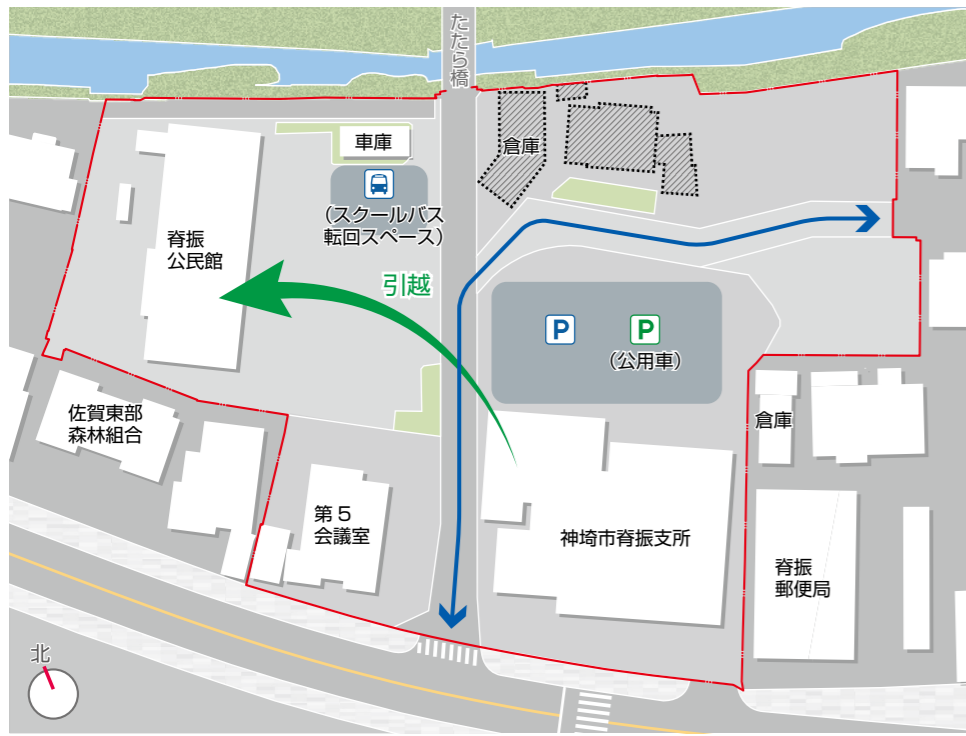 たたら橋
車庫
倉庫
(スクールバス
転回スペース)
脊振
公民館
引越
P
P
(公用車)
佐賀東部
森林組合
倉庫
第5
会議室
神埼市脊振支所
脊振
郵便局
北